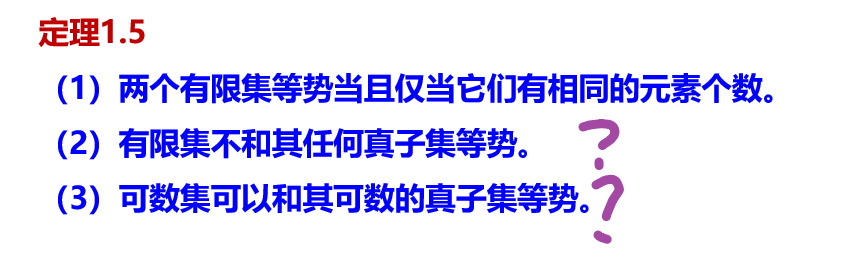 定理1.5
（1）两个有限集等势当且仅当它们有相同的元素个数。
（2）有限集不和其任何真子集等势。?
（3）可数集可以和其可数的真子集等势。?